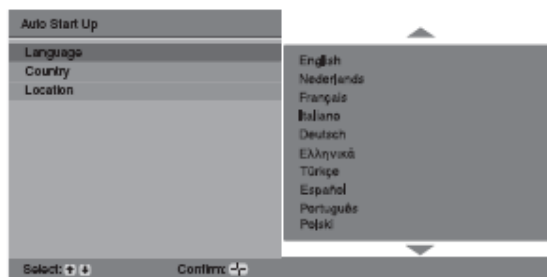 Auto Start Up
Language
Country
Location
English
Nederlands
Français
Italiano
Deutsch
Ελληνικά
Türkçe
Español
Português
Polski
Select: Confirm: